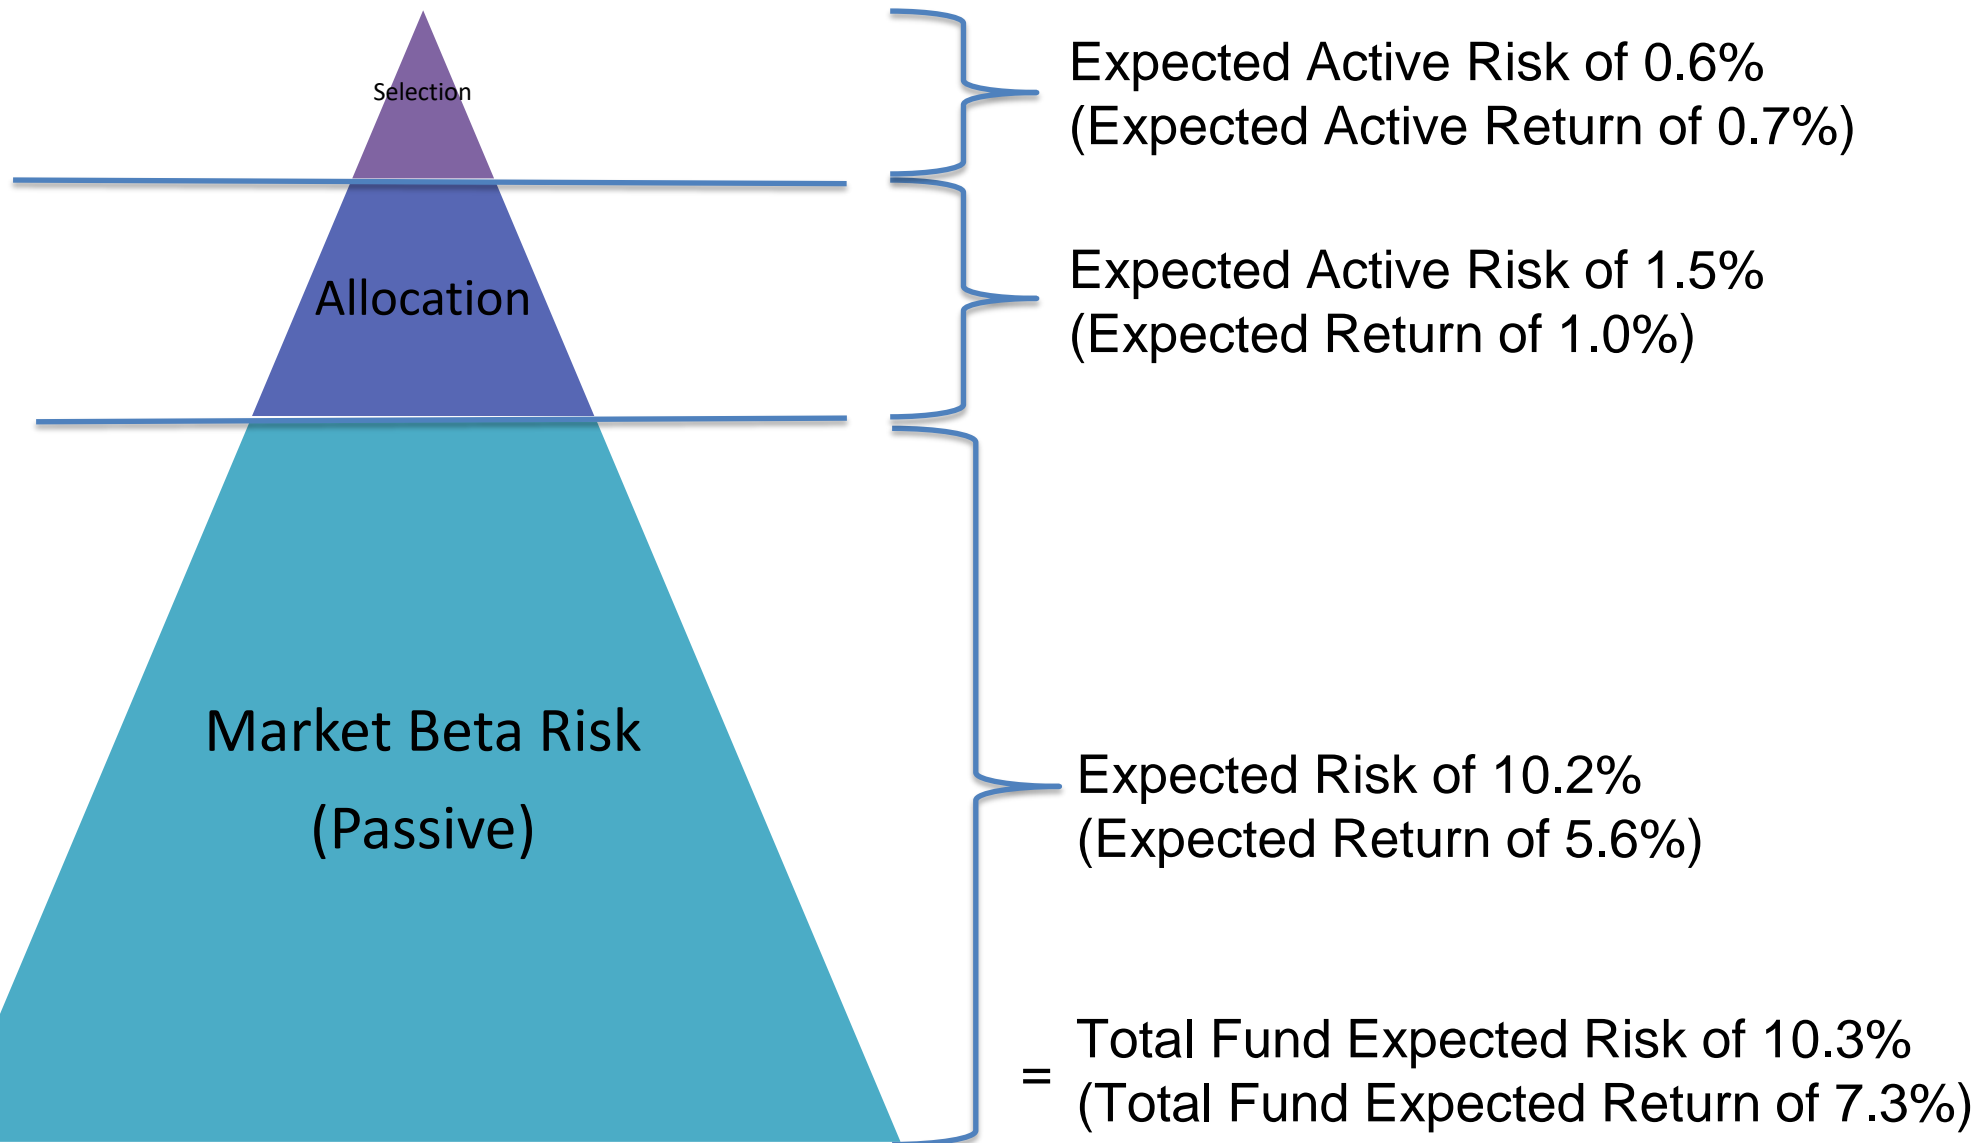 Selection
Expected Active Risk of 0.6%
(Expected Active Return of 0.7%)
Allocation
Expected Active Risk of 1.5%
(Expected Return of 1.0%)
Market Beta Risk
(Passive)
Expected Risk of 10.2%
(Expected Return of 5.6%)
=
Total Fund Expected Risk of 10.3%
(Total Fund Expected Return of 7.3%)